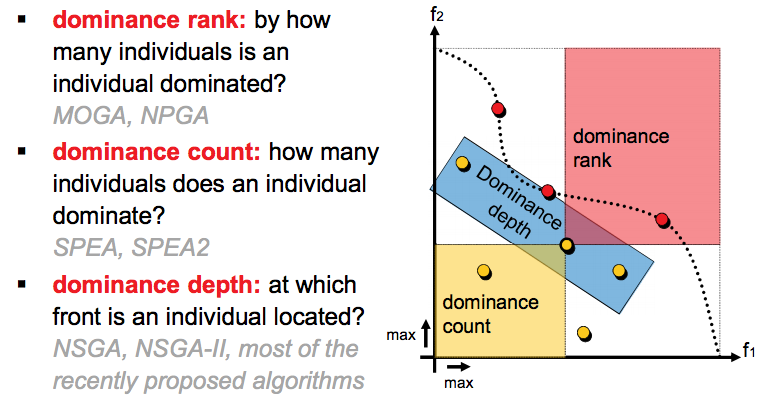 ▪ dominance rank: by how
many individuals is an
individual dominated?
MOGA, NPGA
▪ dominance count: how many
individuals does an individual
dominate?
SPEA, SPEA2
▪ dominance depth: at which
front is an individual located?
NSGA, NSGA-II, most of the
recently proposed algorithms
f2
dominance
rank
Dominance
depth
dominance
count
max
max
f1